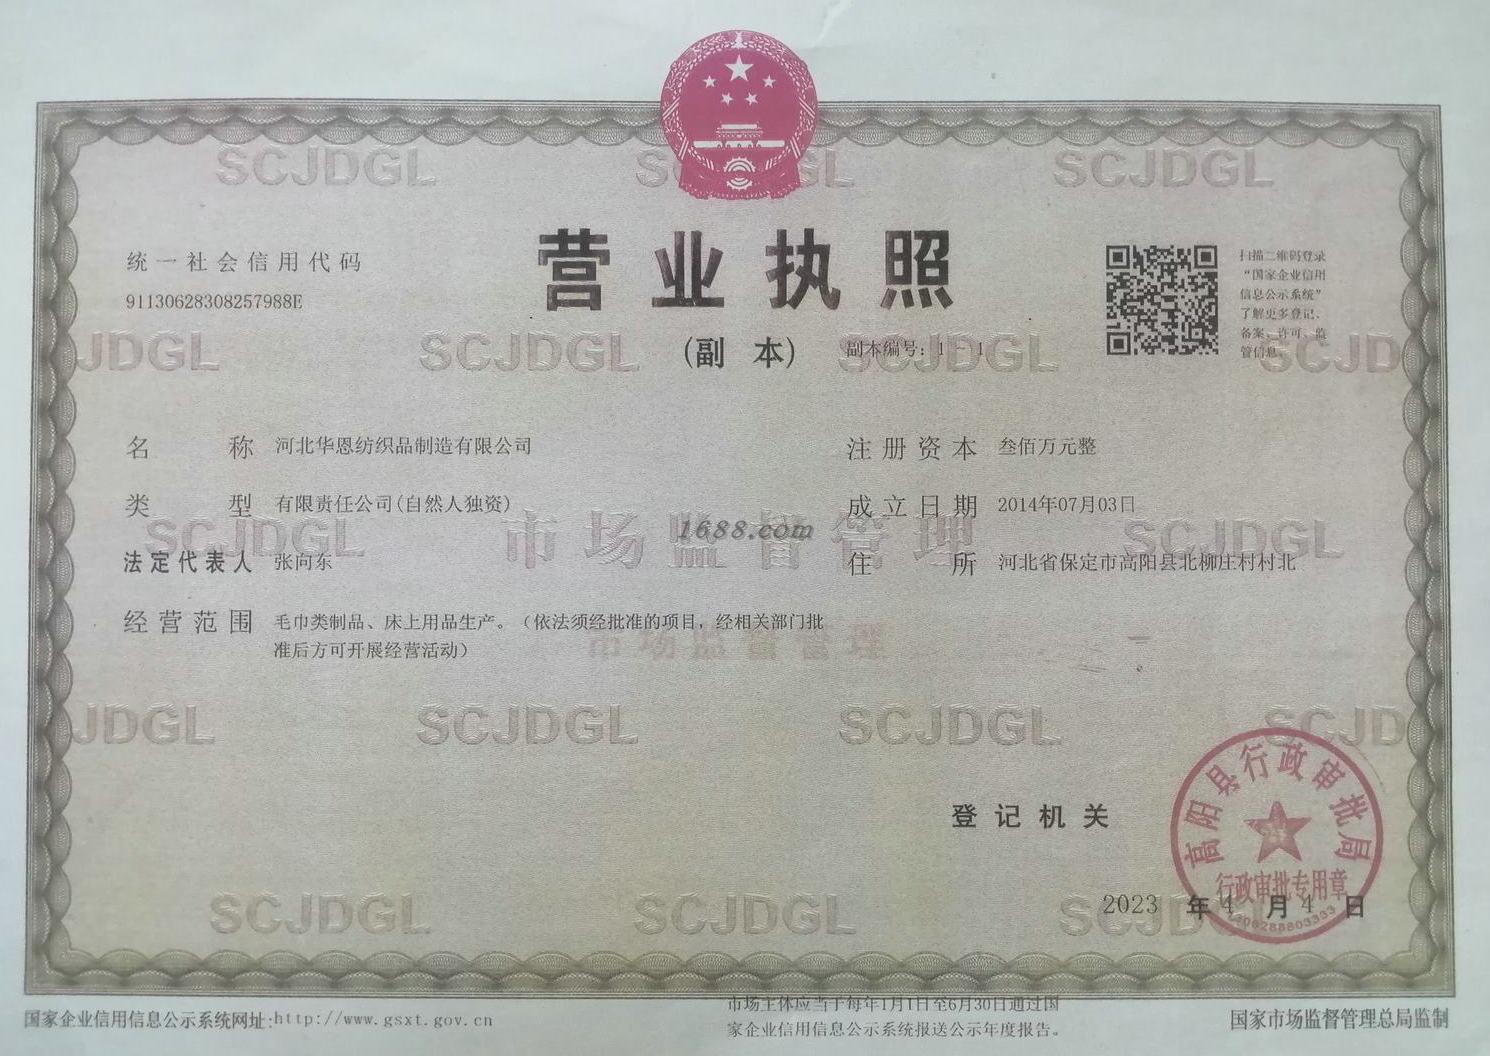 SCJDGL
统一社会信用代码
91130628308257988E
营业执照
(副 本)
副本编号：1 1
扫描二维码登录
“国家企业信用
信息公示系统”
了解更多登记、
备案、许可、监
管信息
名 称 河北华恩纺织品制造有限公司
类 型 有限责任公司(自然人独资)
法定代表人 张向东
经营范围 毛巾类制品、床上用品生产。（依法须经批准的项目，经相关部门批
准后方可开展经营活动）
注册资本 叁佰万元整
成立日期 2014年07月03日
住 所 河北省保定市高阳县北柳庄村村北
市场监督管理
1688.com
市场监督管理
登记机关
高阳县行政审批局
行政审批专用章
2023 年 4 月 4 日
国家企业信用信息公示系统网址:http://www.gsxt.gov.cn
市场主体应当于每年1月1日至6月30日通过国
家企业信用信息公示系统报送公示年度报告。
国家市场监督管理总局监制